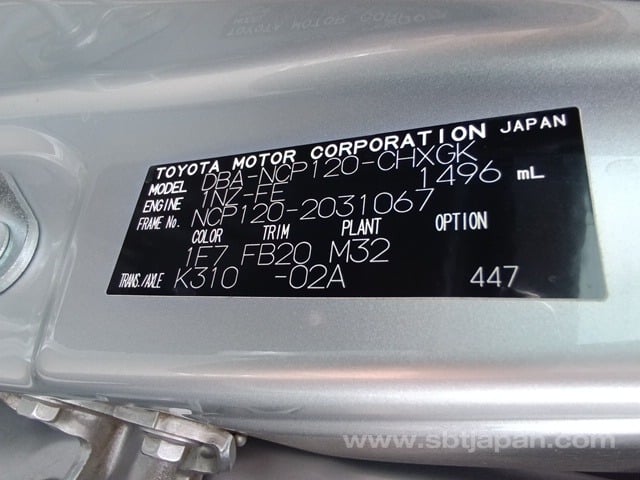 TOYOTA MOTOR CORPORATION JAPAN
MODEL DBA-NCP120-CHXGK
ENGINE 1NZ-FE 1496 mL
FRAME No. NCP120-2031067
COLOR TRIM PLANT OPTION
1E7 FB20 M32
TRANS./AXLE K310 -02A 447
www.sbtjapan.com